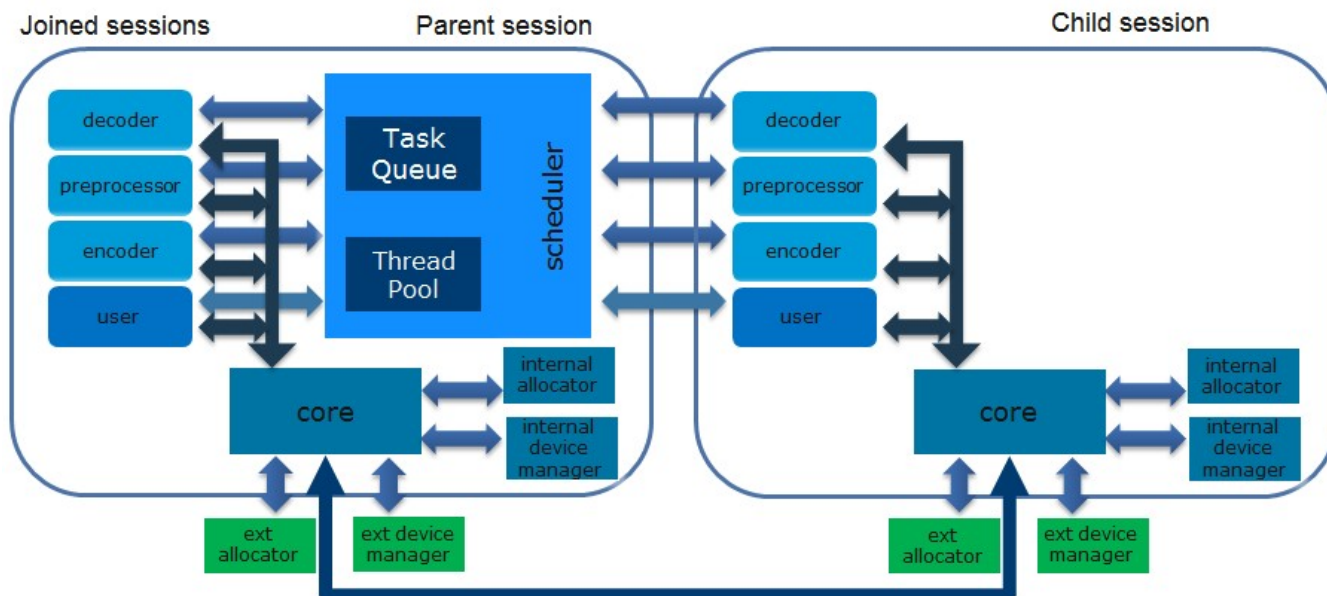 Joined sessions
Parent session
Child session
decoder
preprocessor
encoder
user
Task
Queue
Thread
Pool
scheduler
core
internal
allocator
internal
device
manager
ext
allocator
ext device
manager
decoder
preprocessor
encoder
user
core
internal
allocator
internal
device
manager
ext
allocator
ext device
manager